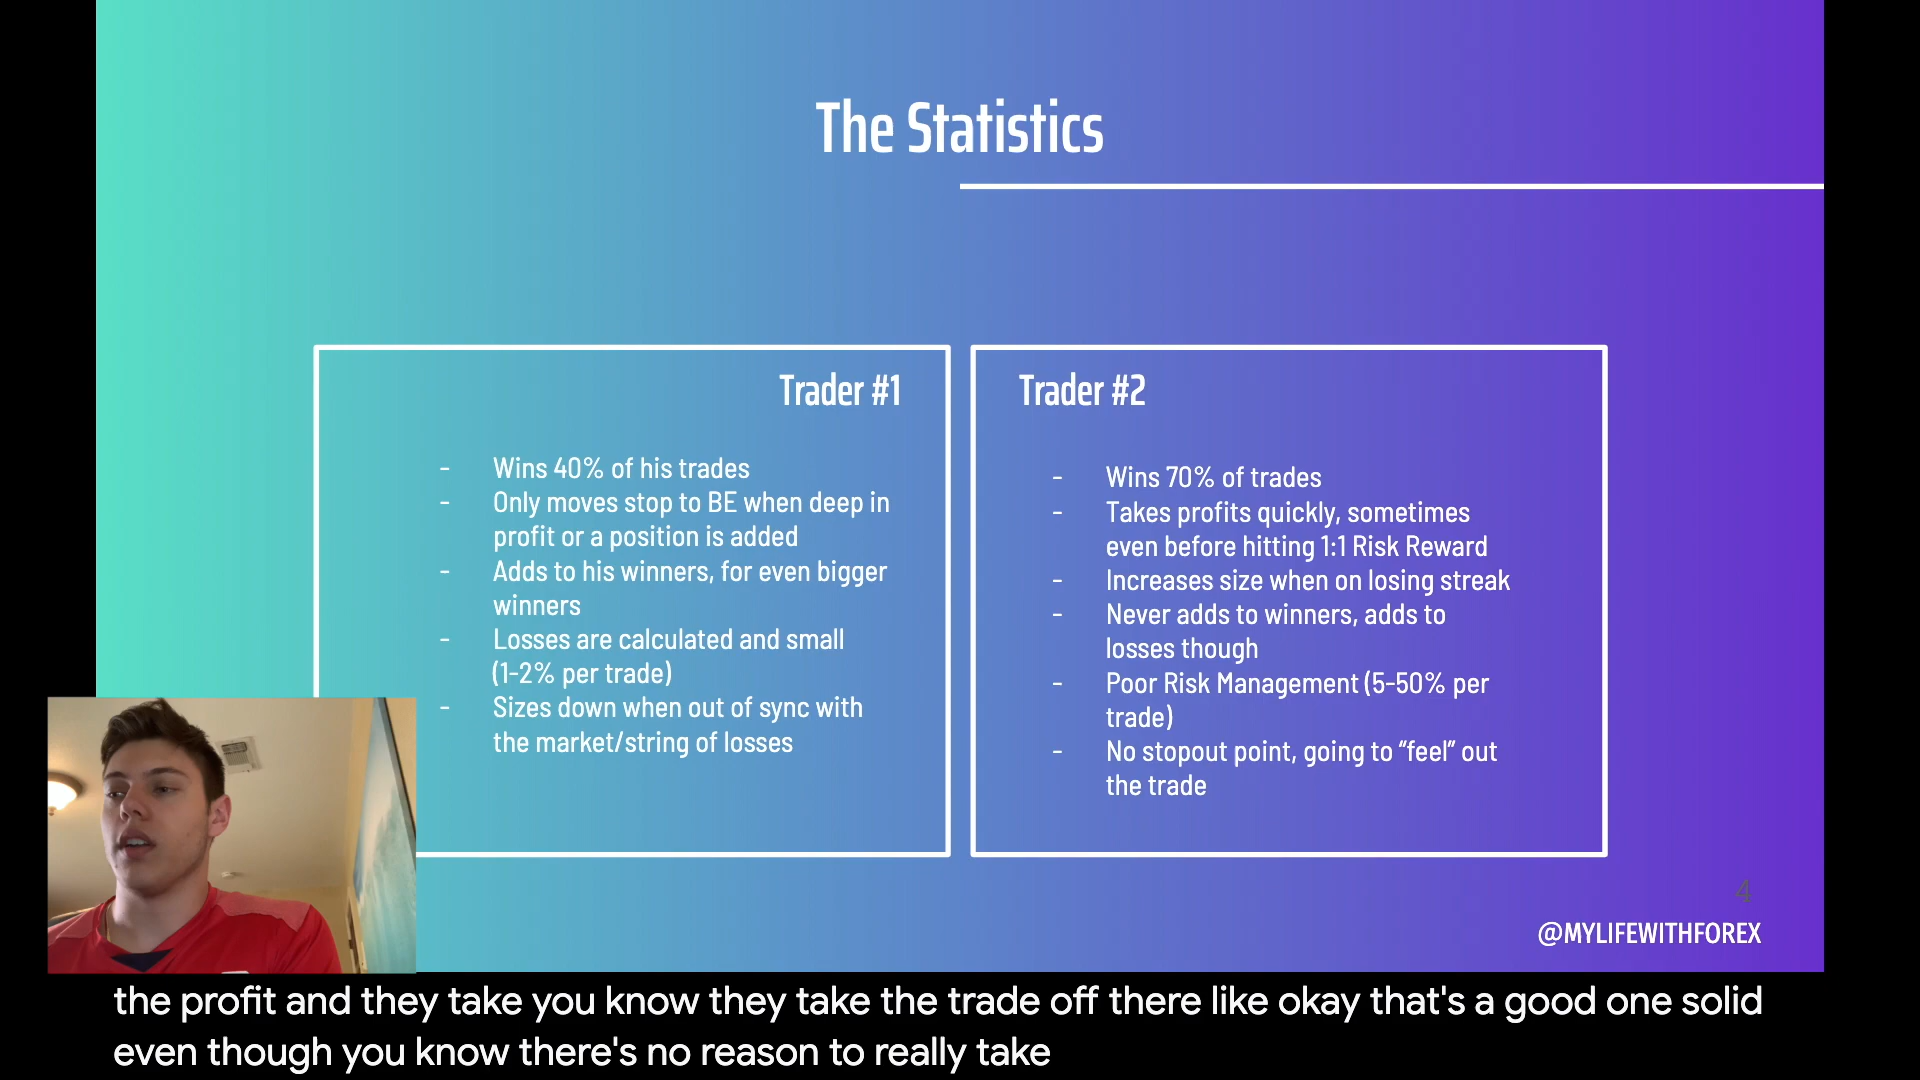 The Statistics
Trader #1
- Wins 40% of his trades
- Only moves stop to BE when deep in
profit or a position is added
- Adds to his winners, for even bigger
winners
- Losses are calculated and small
(1-2% per trade)
- Sizes down when out of sync with
the market/string of losses
Trader #2
- Wins 70% of trades
- Takes profits quickly, sometimes
even before hitting 1:1 Risk Reward
- Increases size when on losing streak
- Never adds to winners, adds to
losses though
- Poor Risk Management (5-50% per
trade)
- No stopout point, going to “feel” out
the trade
4
@MYLIFEWITHFOREX
the profit and they take you know they take the trade off there like okay that's a good one solid
even though you know there's no reason to really take